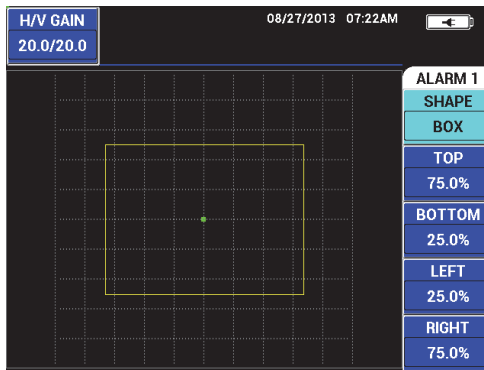 H/V GAIN
20.0/20.0
08/27/2013 07:22AM
ALARM 1
SHAPE
BOX
TOP
75.0%
BOTTOM
25.0%
LEFT
25.0%
RIGHT
75.0%